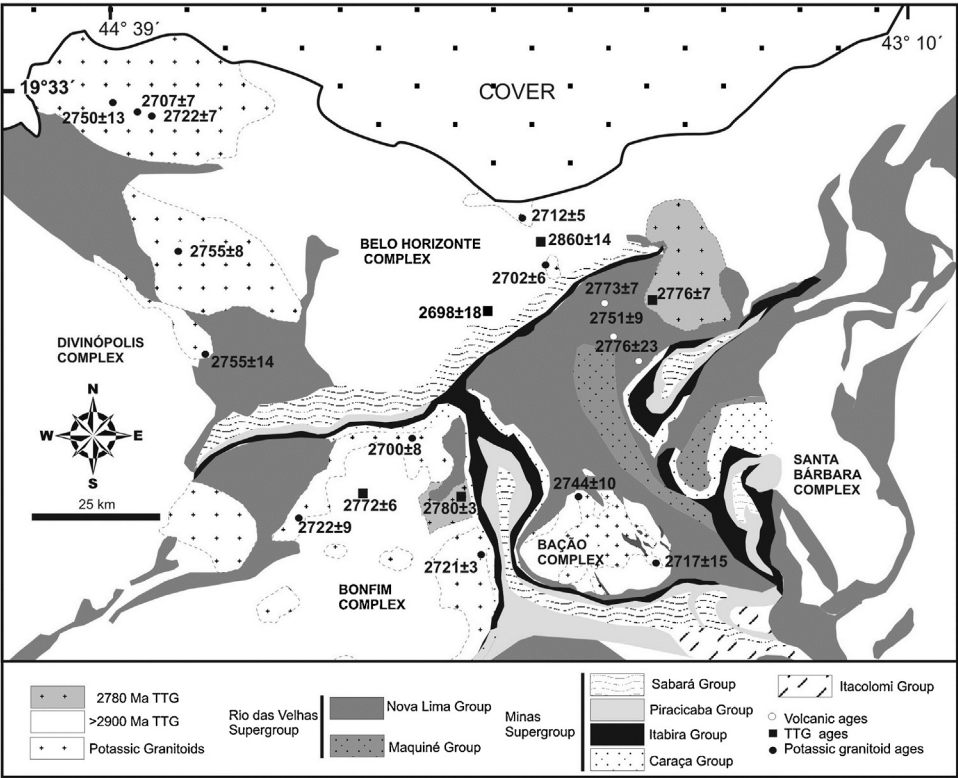 44° 39´
43° 10´
19°33´
COVER
2707±7
2750±13
2722±7
2712±5
2860±14
2755±8
BELO HORIZONTE
COMPLEX
2702±6
2773±7
2776±7
2698±18
2751±9
2776±23
DIVINÓPOLIS
COMPLEX
2755±14
N
W
E
S
25 km
2700±8
SANTA
BÁRBARA
COMPLEX
2744±10
2772±6
2780±3
2722±9
BAÇÃO
COMPLEX
2721±3
2717±15
BONFIM
COMPLEX
2780 Ma TTG
>2900 Ma TTG
Potassic Granitoids
Rio das Velhas
Supergroup
Nova Lima Group
Maquiné Group
Minas
Supergroup
Sabará Group
Piracicaba Group
Itabira Group
Caraça Group
Itacolomi Group
Volcanic ages
TTG ages
Potassic granitoid ages